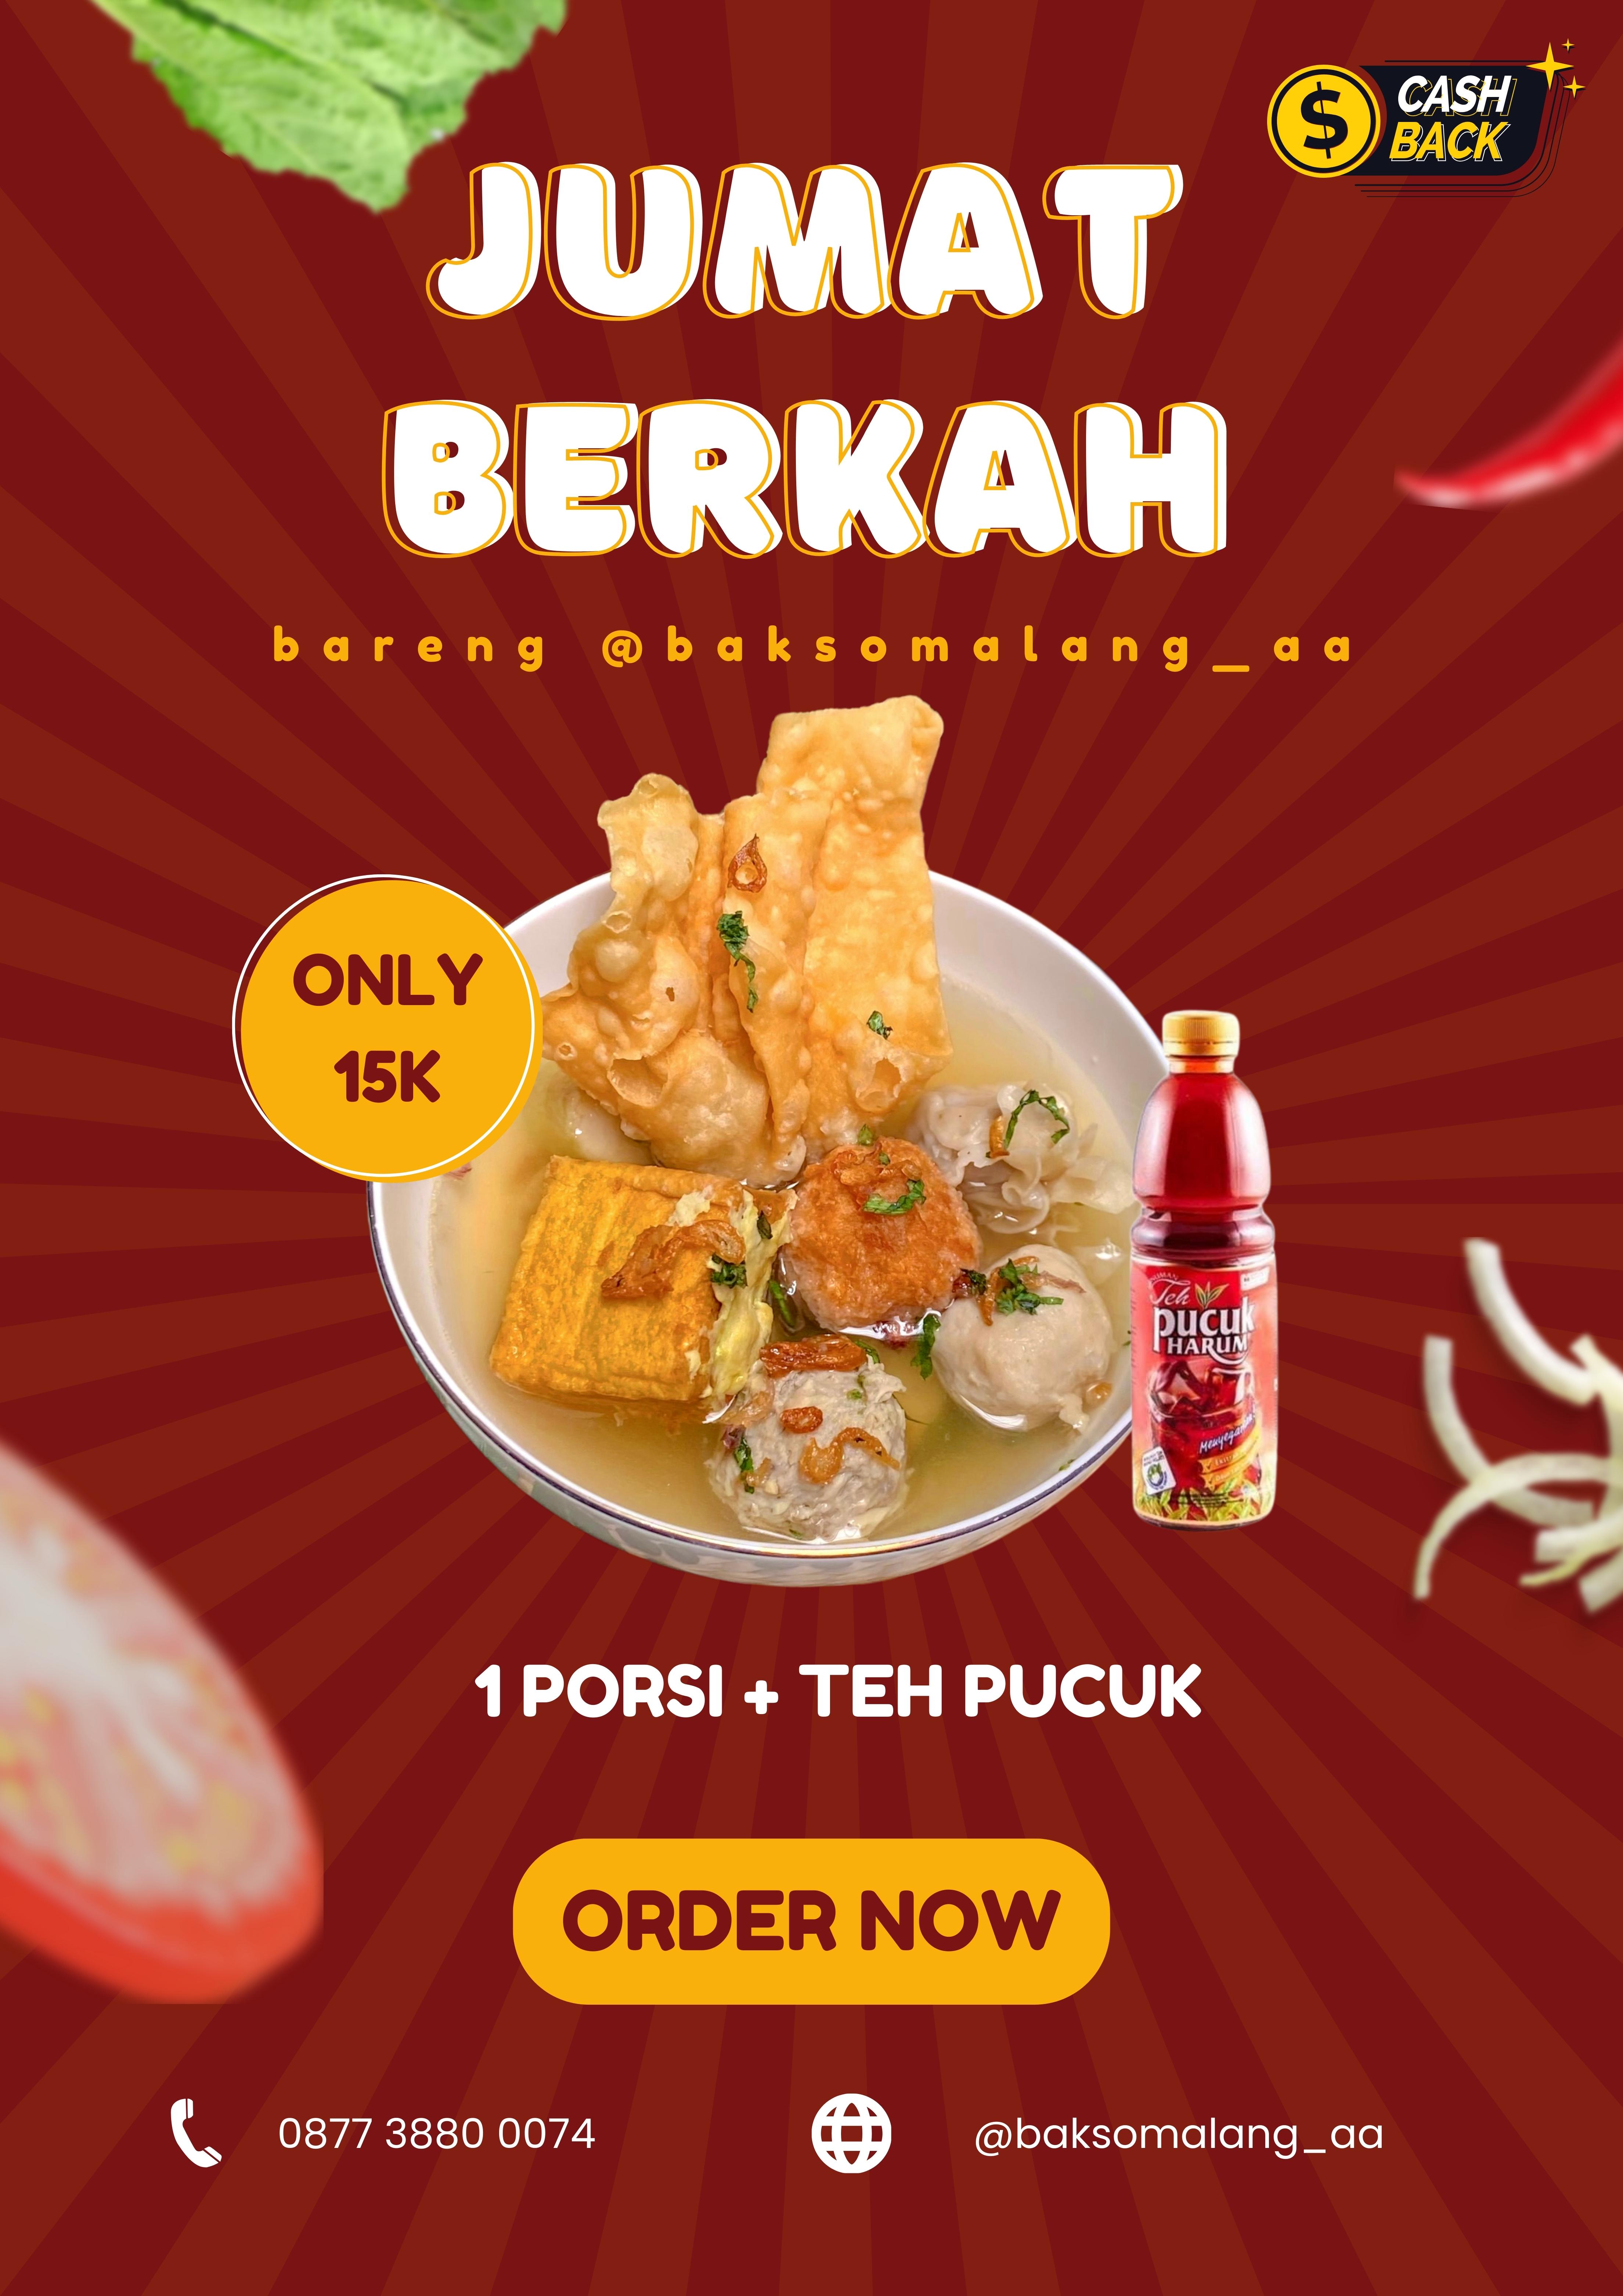 CASH
BACK
JUMAT
BERKAH
bareng @baksomalang_aa
ONLY
15K
Teh
pucuk
HARUM
1 PORSI + TEH PUCUK
ORDER NOW
0877 3880 0074
@baksomalang_aa